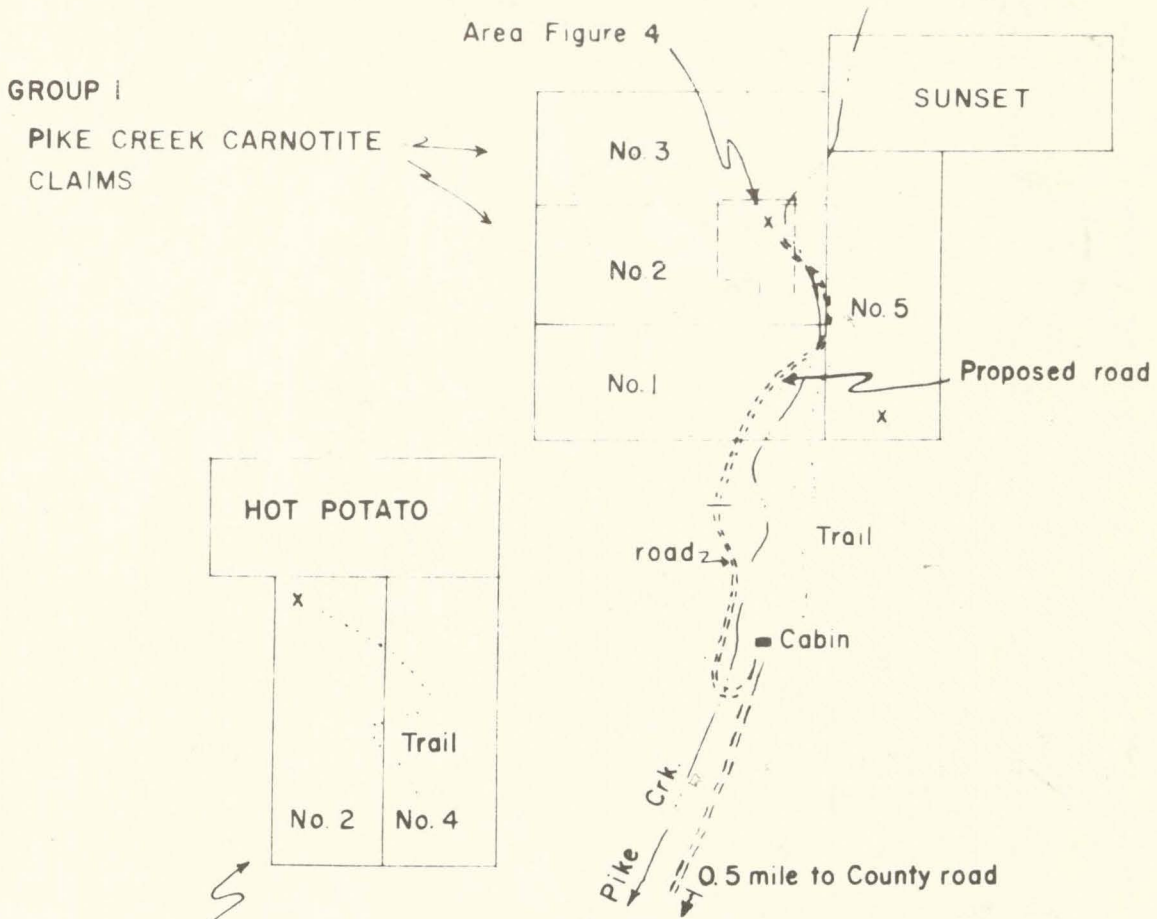 Area Figure 4
GROUP I
PIKE CREEK CARNOTITE
CLAIMS
SUNSET
No. 3
x
No. 2
No. 5
No. 1
Proposed road
x
HOT POTATO
road
Trail
x
Cabin
Trail
No. 2
No. 4
Pike Crk.
0.5 mile to County road